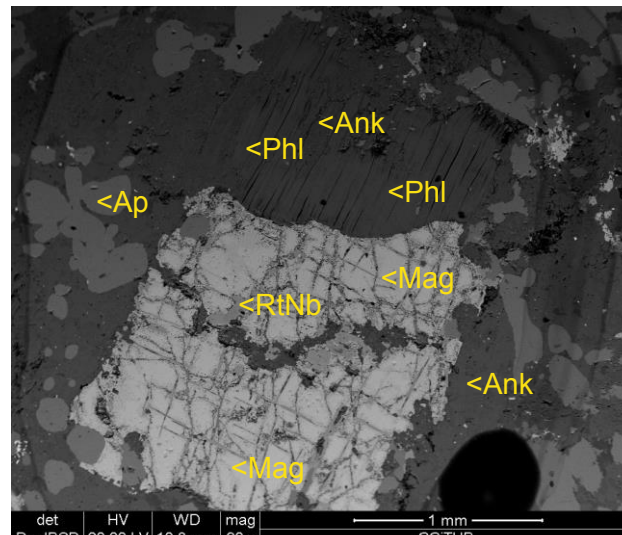 <Ank
<Phl
<Phl
<Ap
<Mag
<RtNb
<Ank
<Mag
det HV WD mag
1 mm